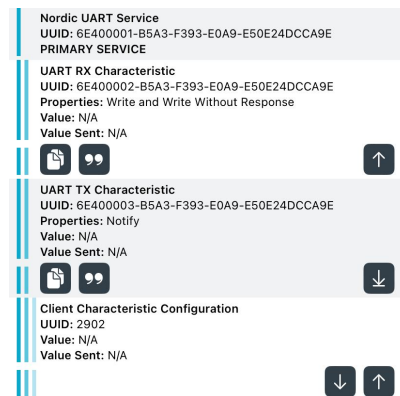 Nordic UART Service
UUID: 6E400001-B5A3-F393-E0A9-E50E24DCCA9E
PRIMARY SERVICE
UART RX Characteristic
UUID: 6E400002-B5A3-F393-E0A9-E50E24DCCA9E
Properties: Write and Write Without Response
Value: N/A
Value Sent: N/A
UART TX Characteristic
UUID: 6E400003-B5A3-F393-E0A9-E50E24DCCA9E
Properties: Notify
Value: N/A
Value Sent: N/A
Client Characteristic Configuration
UUID: 2902
Value: N/A
Value Sent: N/A